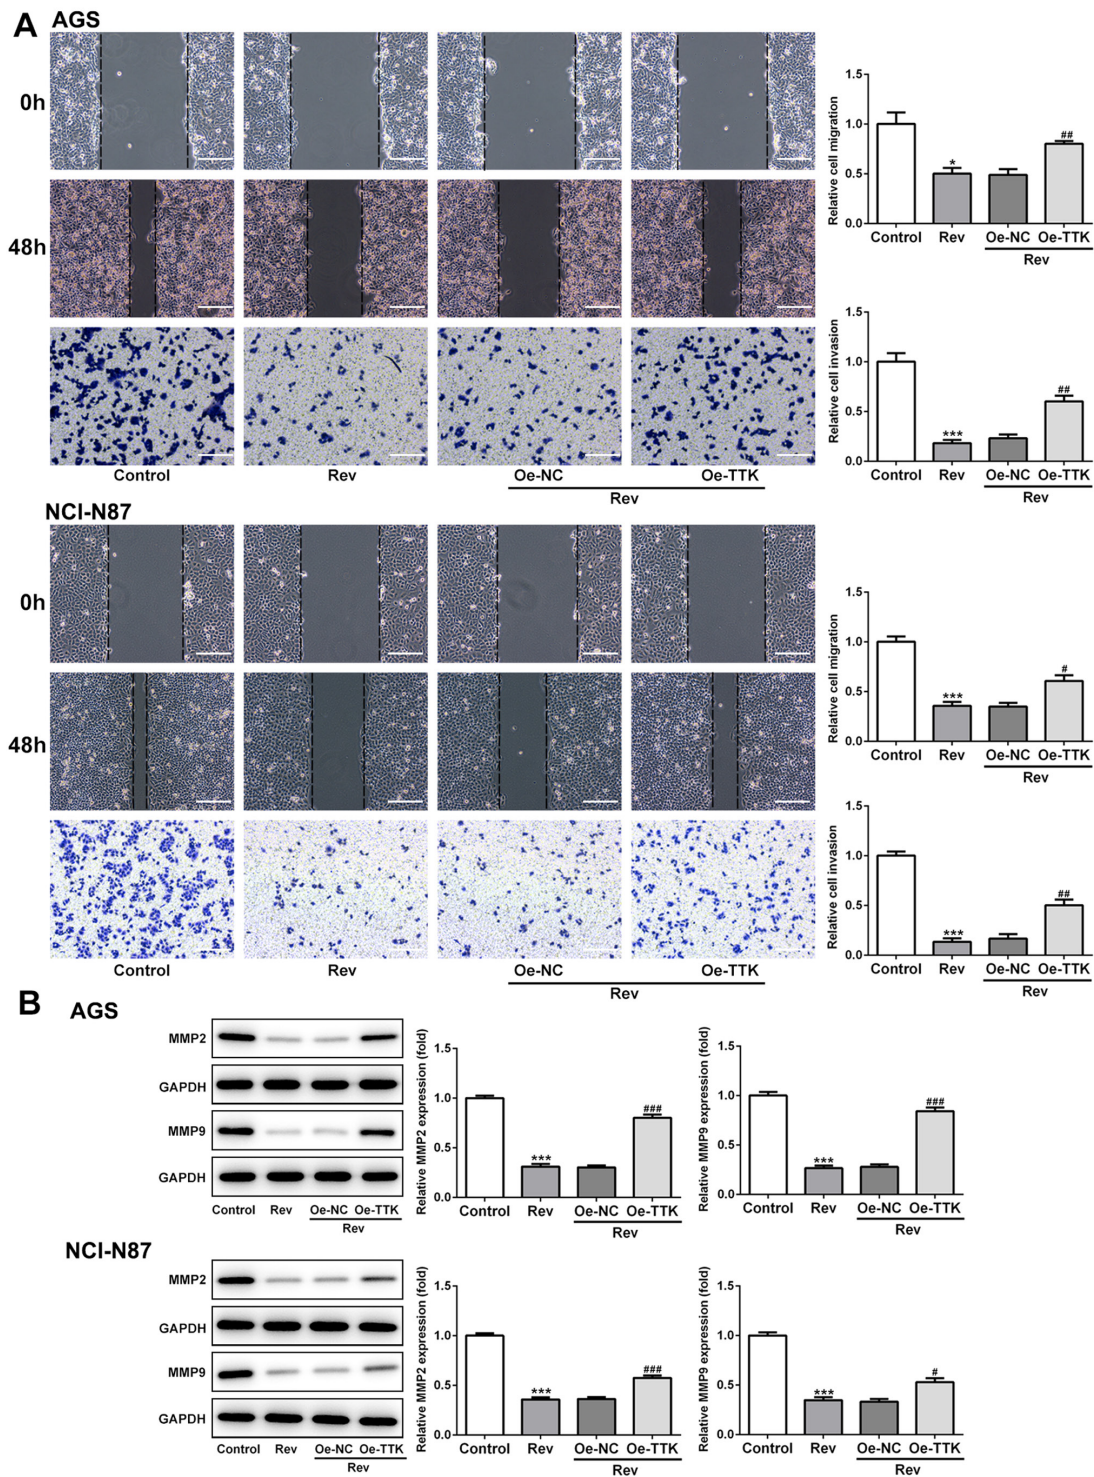 A
AGS
0h
48h
Control
Rev
Oe-NC
Oe-TTK
Rev
Relative cell migration
1.5
1.0
0.5
0.0
*
##
Control
Rev
Oe-NC
Oe-TTK
Rev
Relative cell invasion
1.5
1.0
0.5
0.0
***
##
Control
Rev
Oe-NC
Oe-TTK
Rev
NCI-N87
0h
48h
Control
Rev
Oe-NC
Oe-TTK
Rev
Relative cell migration
1.5
1.0
0.5
0.0
***
#
Control
Rev
Oe-NC
Oe-TTK
Rev
Relative cell invasion
1.5
1.0
0.5
0.0
***
##
Control
Rev
Oe-NC
Oe-TTK
Rev
B
AGS
MMP2
GAPDH
MMP9
GAPDH
Control
Rev
Oe-NC
Oe-TTK
Rev
Relative MMP2 expression (fold)
1.5
1.0
0.5
0.0
***
###
Control
Rev
Oe-NC
Oe-TTK
Rev
Relative MMP9 expression (fold)
1.5
1.0
0.5
0.0
***
###
Control
Rev
Oe-NC
Oe-TTK
Rev
NCI-N87
MMP2
GAPDH
MMP9
GAPDH
Control
Rev
Oe-NC
Oe-TTK
Rev
Relative MMP2 expression (fold)
1.5
1.0
0.5
0.0
***
###
Control
Rev
Oe-NC
Oe-TTK
Rev
Relative MMP9 expression (fold)
1.5
1.0
0.5
0.0
***
#
Control
Rev
Oe-NC
Oe-TTK
Rev